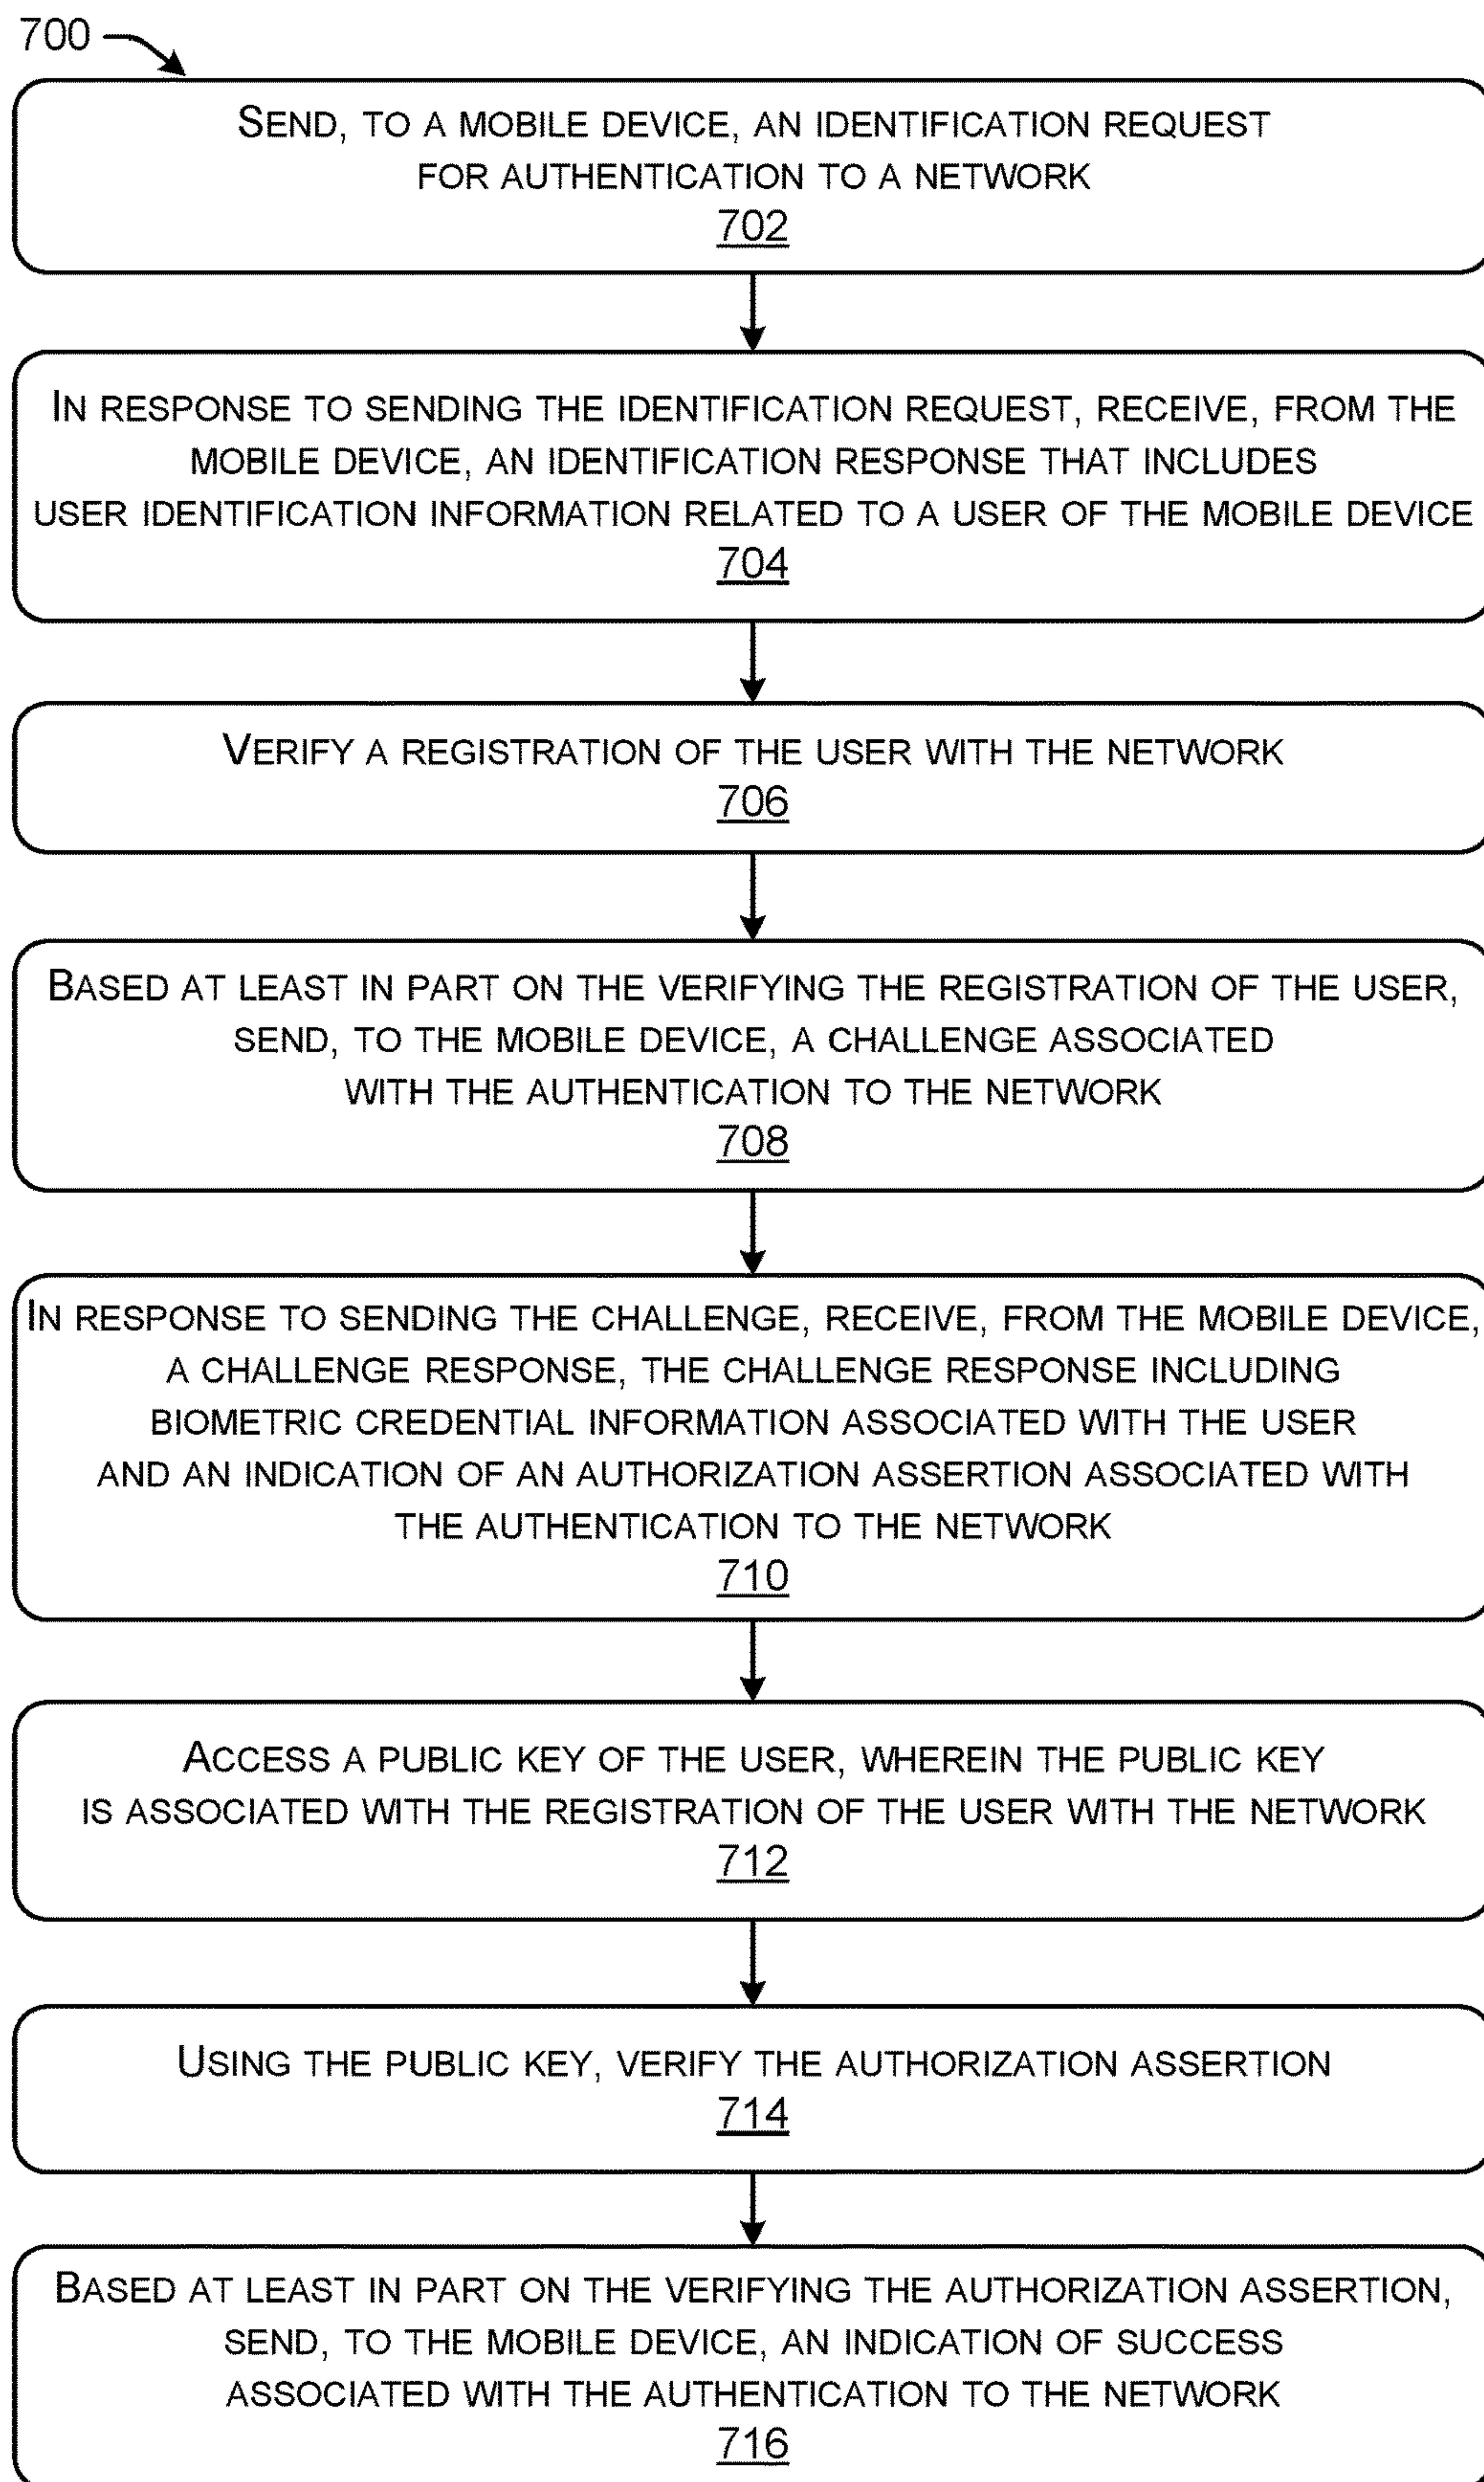 700
SEND, TO A MOBILE DEVICE, AN IDENTIFICATION REQUEST
FOR AUTHENTICATION TO A NETWORK
702
IN RESPONSE TO SENDING THE IDENTIFICATION REQUEST, RECEIVE, FROM THE
MOBILE DEVICE, AN IDENTIFICATION RESPONSE THAT INCLUDES
USER IDENTIFICATION INFORMATION RELATED TO A USER OF THE MOBILE DEVICE
704
VERIFY A REGISTRATION OF THE USER WITH THE NETWORK
706
BASED AT LEAST IN PART ON THE VERIFYING THE REGISTRATION OF THE USER,
SEND, TO THE MOBILE DEVICE, A CHALLENGE ASSOCIATED
WITH THE AUTHENTICATION TO THE NETWORK
708
IN RESPONSE TO SENDING THE CHALLENGE, RECEIVE, FROM THE MOBILE DEVICE,
A CHALLENGE RESPONSE, THE CHALLENGE RESPONSE INCLUDING
BIOMETRIC CREDENTIAL INFORMATION ASSOCIATED WITH THE USER
AND AN INDICATION OF AN AUTHORIZATION ASSERTION ASSOCIATED WITH
THE AUTHENTICATION TO THE NETWORK
710
ACCESS A PUBLIC KEY OF THE USER, WHEREIN THE PUBLIC KEY
IS ASSOCIATED WITH THE REGISTRATION OF THE USER WITH THE NETWORK
712
USING THE PUBLIC KEY, VERIFY THE AUTHORIZATION ASSERTION
714
BASED AT LEAST IN PART ON THE VERIFYING THE AUTHORIZATION ASSERTION,
SEND, TO THE MOBILE DEVICE, AN INDICATION OF SUCCESS
ASSOCIATED WITH THE AUTHENTICATION TO THE NETWORK
716